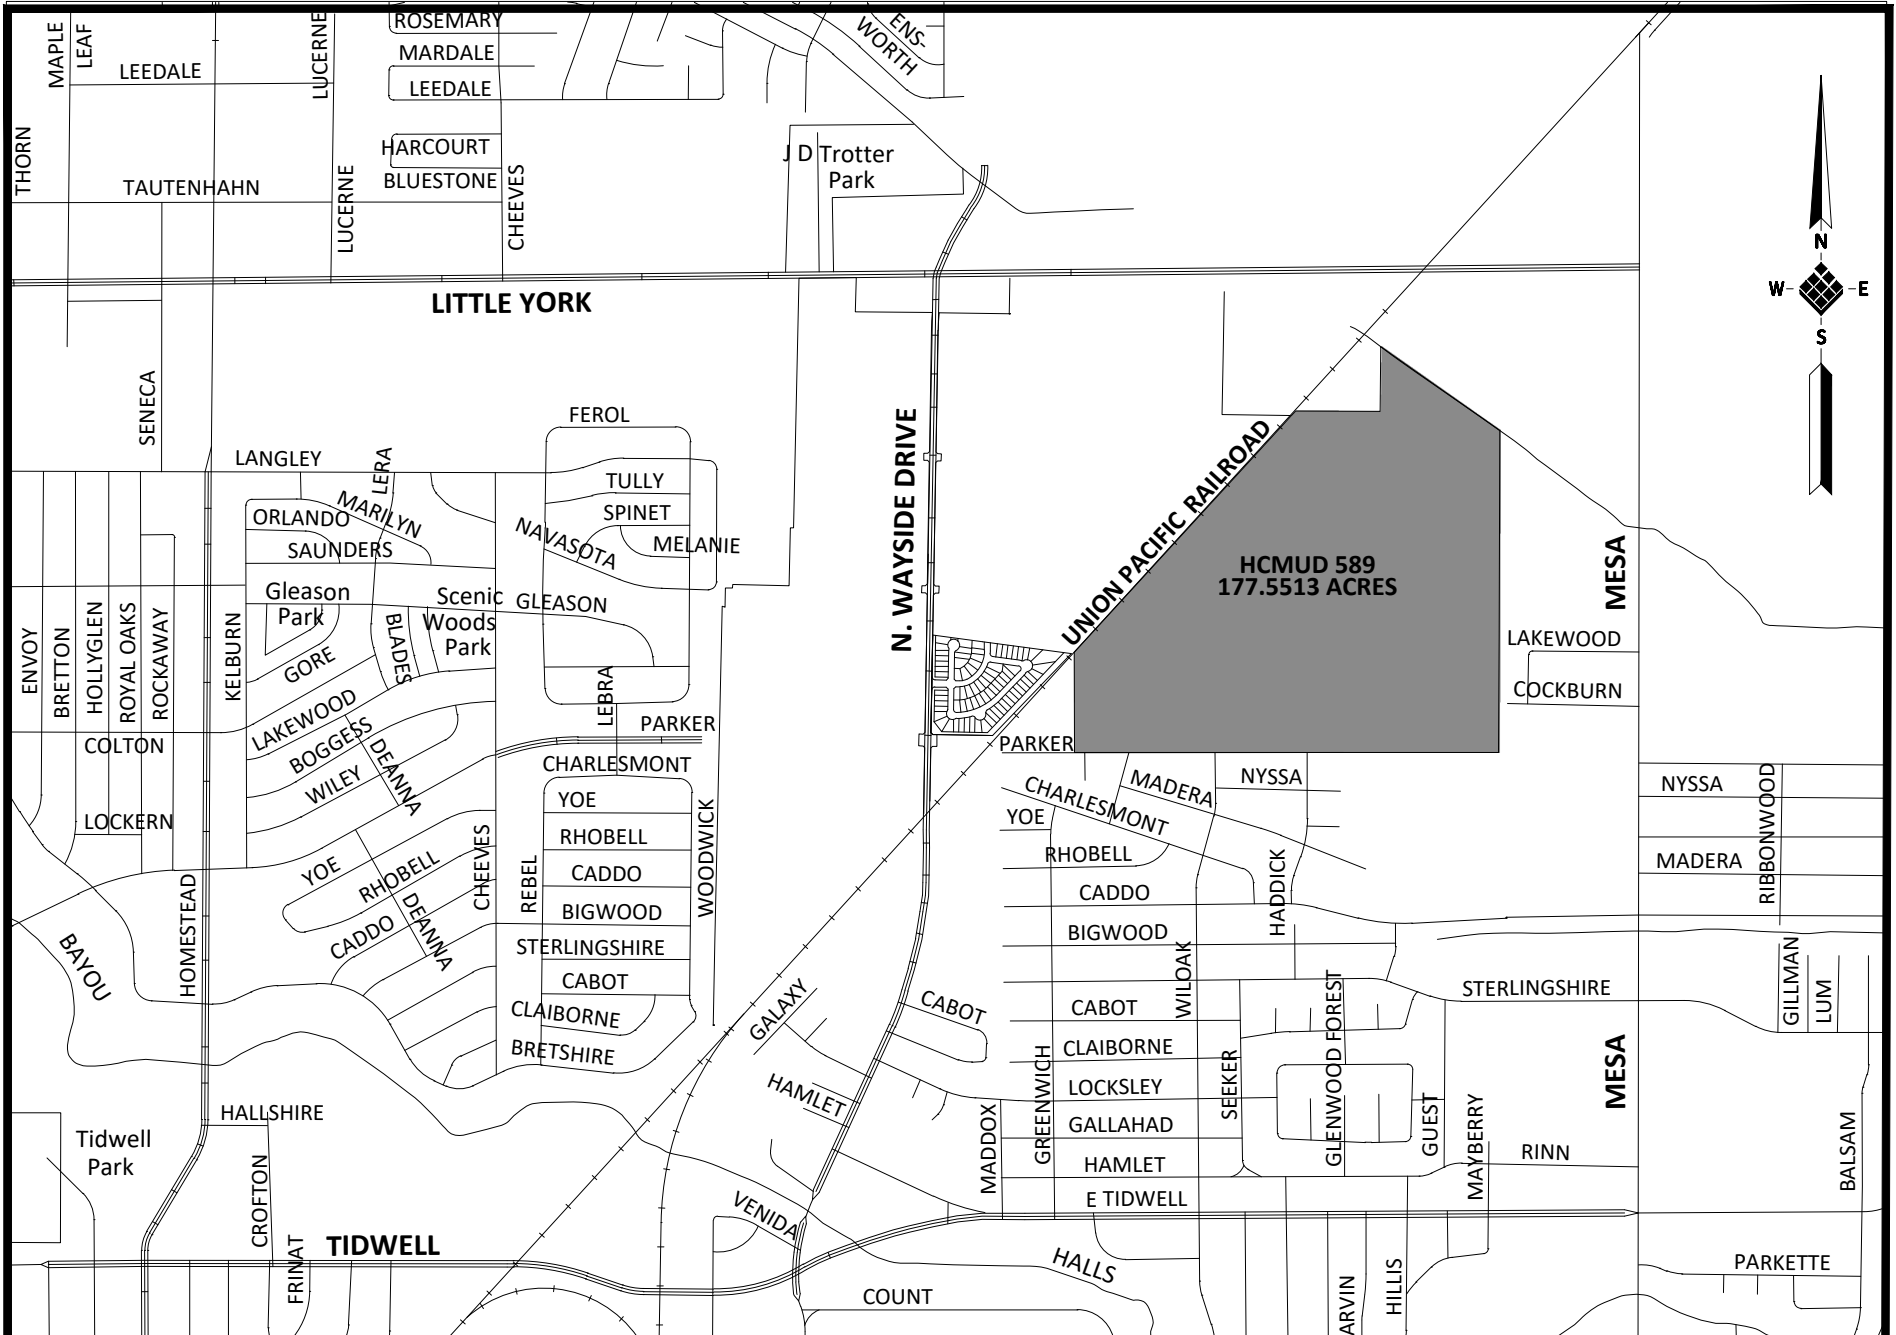 ROSEMARY
MARDALE
LEEDALE
MAPLE
LEAF
LEEDALE
LUCERNE
ENS-
WORTH
THORN
TAUTENHAHN
LUCERNE
HARCOURT
BLUESTONE
CHEEVES
J D Trotter
Park
N
W
E
S
LITTLE YORK
SENECA
FEROL
N. WAYSIDE DRIVE
LANGLEY
LERA
TULLY
SPINET
MELANIE
NAVASOTA
MARILYN
ORLANDO
SAUNDERS
UNION PACIFIC RAILROAD
HCMUD 589
177.5513 ACRES
MESA
Gleason
Park
Scenic
Woods
Park
GLEASON
ENVOY
BRETTON
HOLLYGLEN
ROYAL OAKS
ROCKAWAY
KELBURN
BLADES
GORE
LAKEWOOD
COCKBURN
LAKEWOOD
BOGGESS
WILEY
DEANNA
LEBRA
PARKER
PARKER
COLTON
CHARLESMONT
LOCKERN
YOE
RHOBELL
CADDO
BIGWOOD
STERLINGSHIRE
CABOT
CLAIBORNE
BRETSHIRE
WOODWICK
REBEL
CHEEVES
YOE
RHOBELL
CADDO
DEANNA
HOMESTEAD
BAYOU
CHARLESMONT
MADERA
NYSSA
YOE
RHOBELL
CADDO
BIGWOOD
HADDICK
WILOAK
NYSSA
MADERA
RIBBONWOOD
STERLINGSHIRE
GILLMAN
LUM
GALAXY
CABOT
CABOT
CLAIBORNE
LOCKSLEY
GALLAHAD
HAMLET
E TIDWELL
GREENWICH
MADDOX
SEEKER
GLENWOOD FOREST
GUEST
MAYBERRY
RINN
MESA
BALSAM
HAMLET
HALLSHIRE
Tidwell
Park
CROFTON
FRINAT
TIDWELL
VENIDA
HALLS
COUNT
ARVIN
HILLIS
PARKETTE